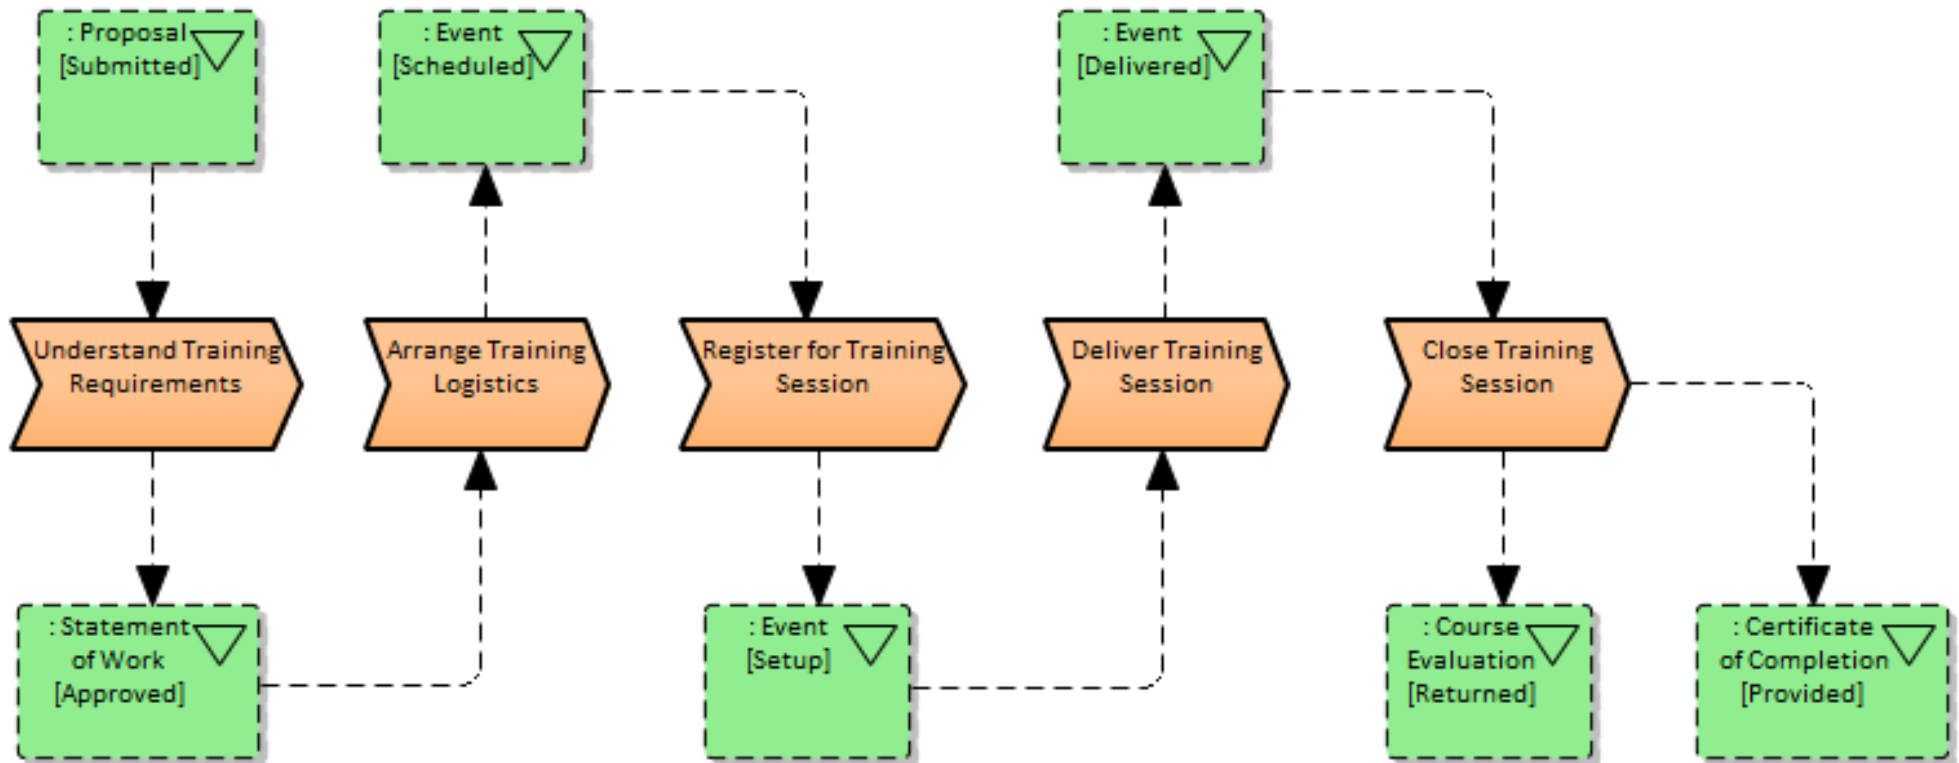 : Proposal
[Submitted]
: Event
[Scheduled]
: Event
[Delivered]
Understand Training
Requirements
Arrange Training
Logistics
Register for Training
Session
Deliver Training
Session
Close Training
Session
: Statement
of Work
[Approved]
: Event
[Setup]
: Course
Evaluation
[Returned]
: Certificate
of Completion
[Provided]